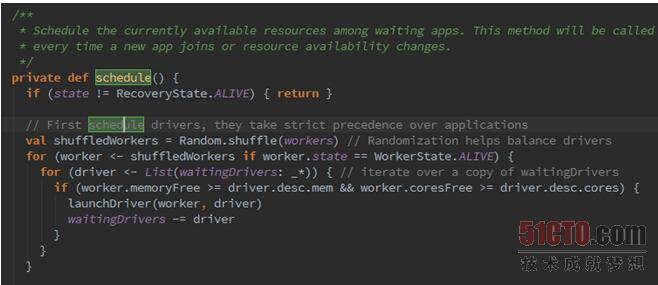 /**
 * Schedule the currently available resources among waiting apps. This method will be called
 * every time a new app joins or resource availability changes.
 */
private def schedule() {
  if (state != RecoveryState.ALIVE) { return }

  // First schedule drivers, they take strict precedence over applications
  val shuffledWorkers = Random.shuffle(workers) // Randomization helps balance drivers
  for (worker <- shuffledWorkers if worker.state == WorkerState.ALIVE) {
    for (driver <- List(waitingDrivers: _*)) { // iterate over a copy of waitingDrivers
      if (worker.memoryFree >= driver.desc.mem && worker.coresFree >= driver.desc.cores) {
        launchDriver(worker, driver)
        waitingDrivers -= driver
      }
    }
  }
51CTO.com
技术成就梦想